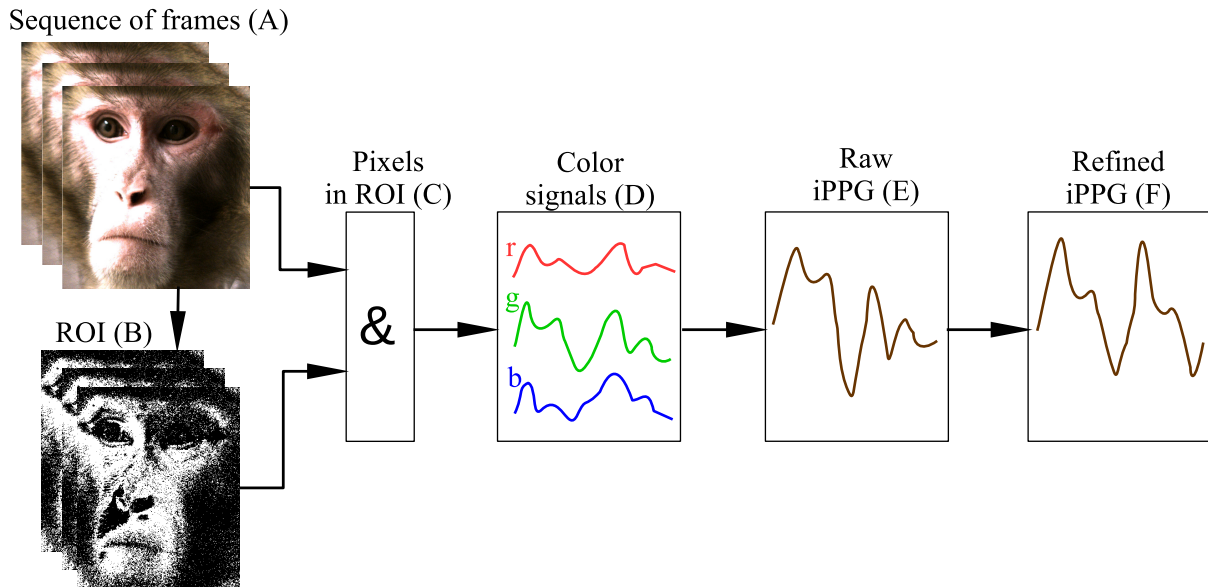 Sequence of frames (A)
ROI (B)
Pixels
in ROI (C)
&
Color
signals (D)
r
g
b
Raw
iPPG (E)
Refined
iPPG (F)